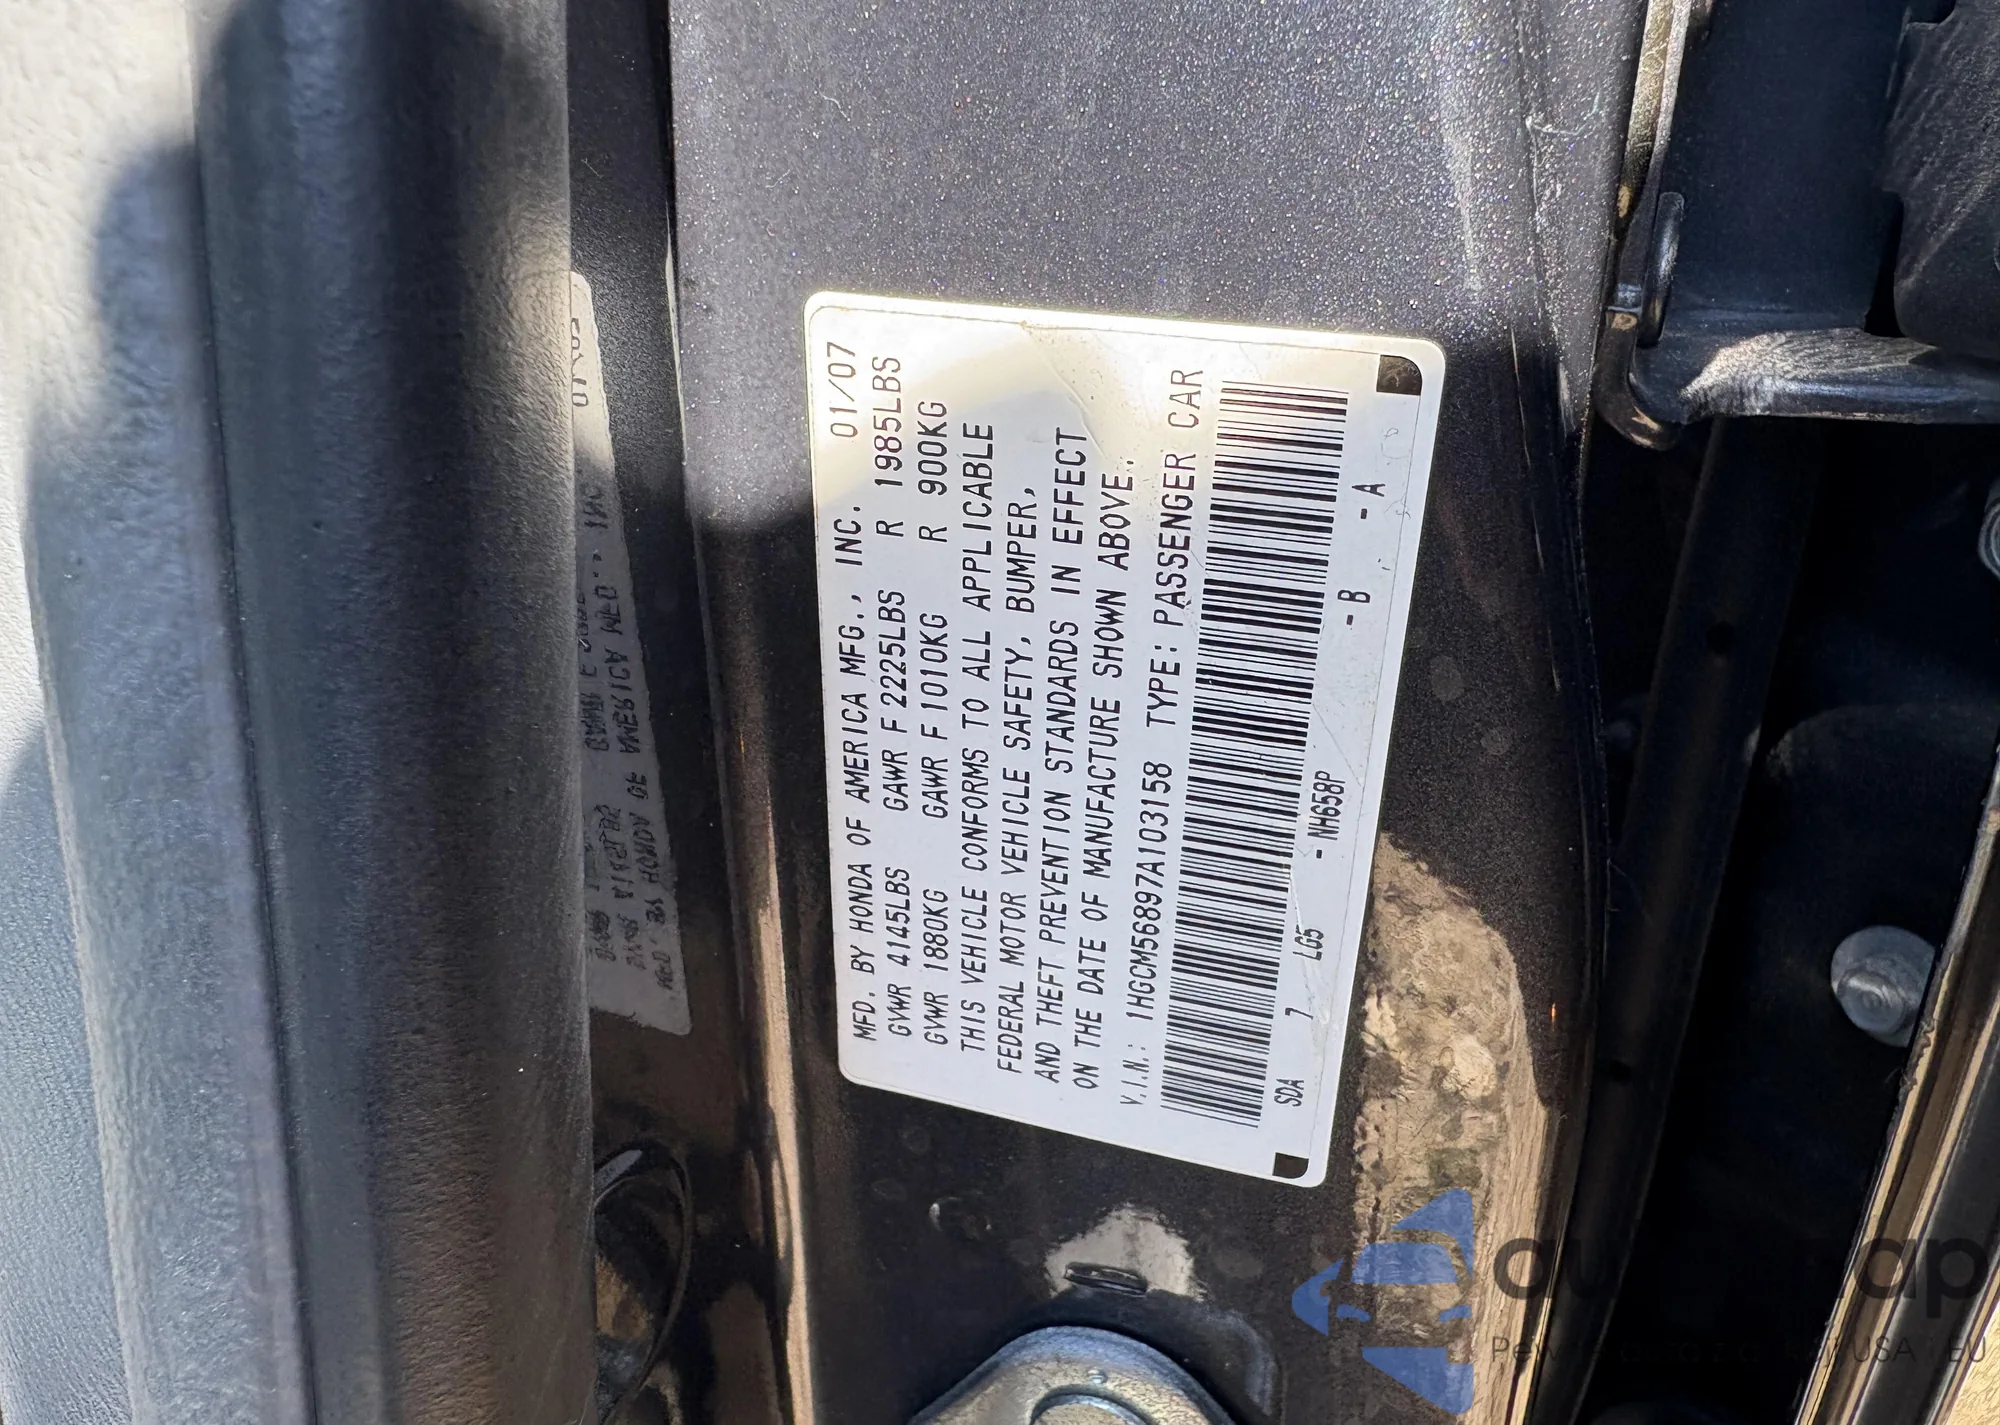 MFD. BY HONDA OF AMERICA MFG., INC. 01/07
GVWR 4145LBS GAWR F 2225LBS R 1985LBS
GVWR 1880KG GAWR F 1010KG R 900KG
THIS VEHICLE CONFORMS TO ALL APPLICABLE
FEDERAL MOTOR VEHICLE SAFETY, BUMPER,
AND THEFT PREVENTION STANDARDS IN EFFECT
ON THE DATE OF MANUFACTURE SHOWN ABOVE.
V.I.N.: 1HGCM56897A103158 TYPE: PASSENGER CAR
SDA 7 LG5 - NH658P - B - A
USA | EU